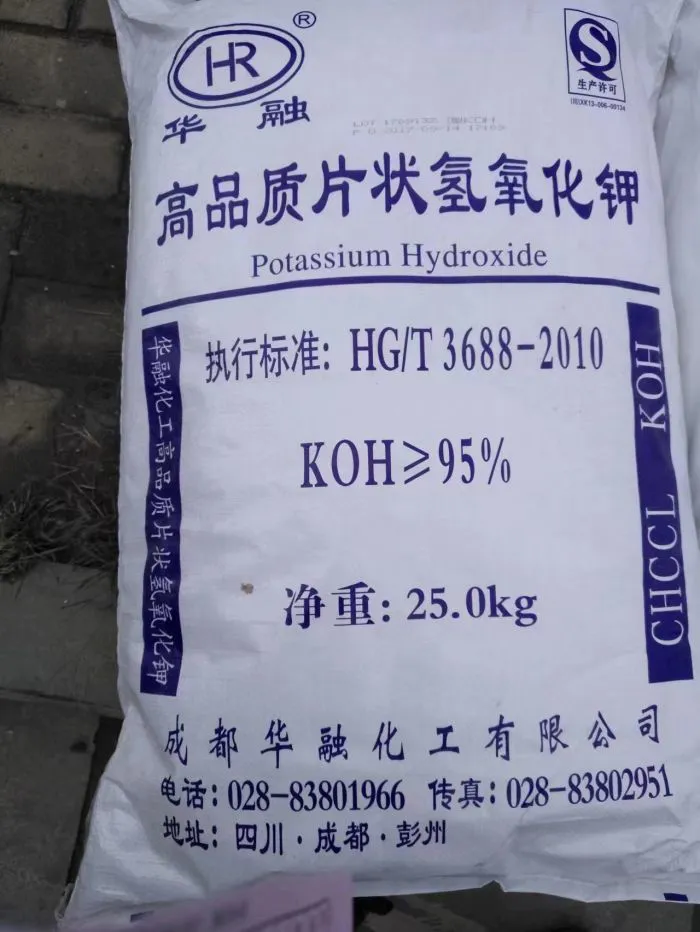 HR
®
华融
生产许可
XK13-006-00134
高品质片状氢氧化钾
Potassium Hydroxide
执行标准: HG/T 3688-2010
KOH≥95%
净重: 25.0kg
华融化工高品质片状氢氧化钾
CHCCL KOH
成都华融化工有限公司
电话: 028-83801966 传真: 028-83802951
地址: 四川·成都·彭州